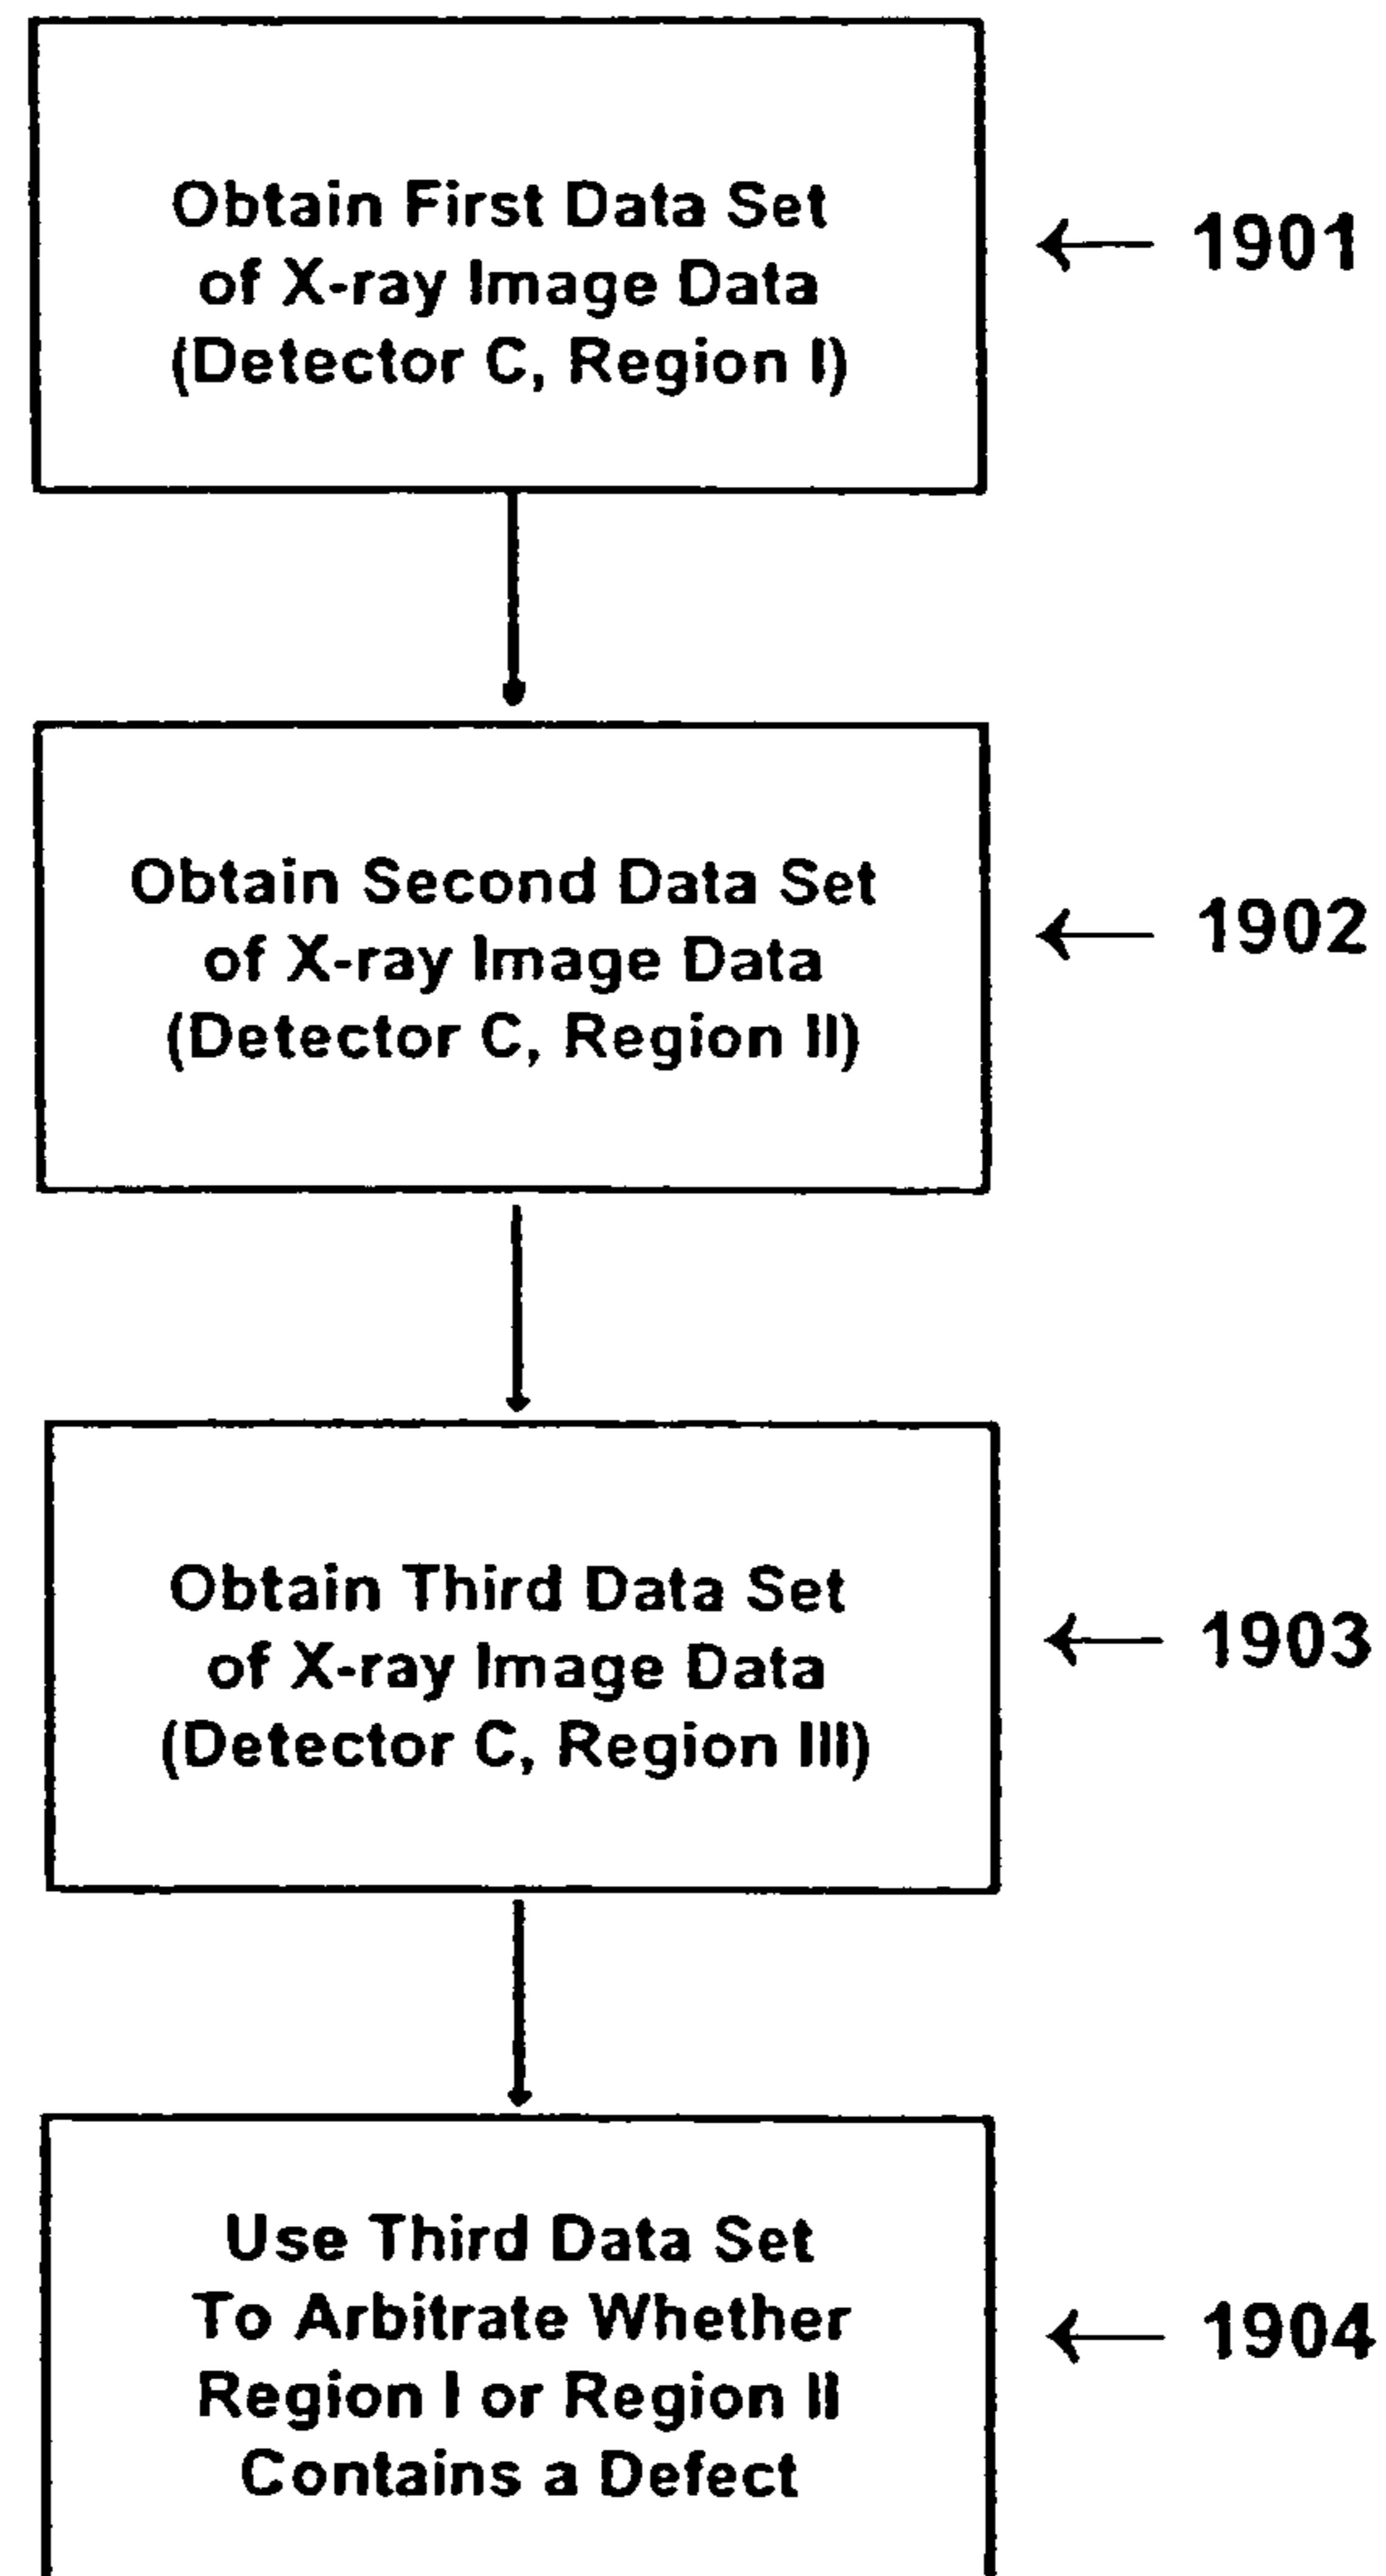 Obtain First Data Set
of X-ray Image Data
(Detector C, Region I)
1901
Obtain Second Data Set
of X-ray Image Data
(Detector C, Region II)
1902
Obtain Third Data Set
of X-ray Image Data
(Detector C, Region III)
1903
Use Third Data Set
To Arbitrate Whether
Region I or Region II
Contains a Defect
1904